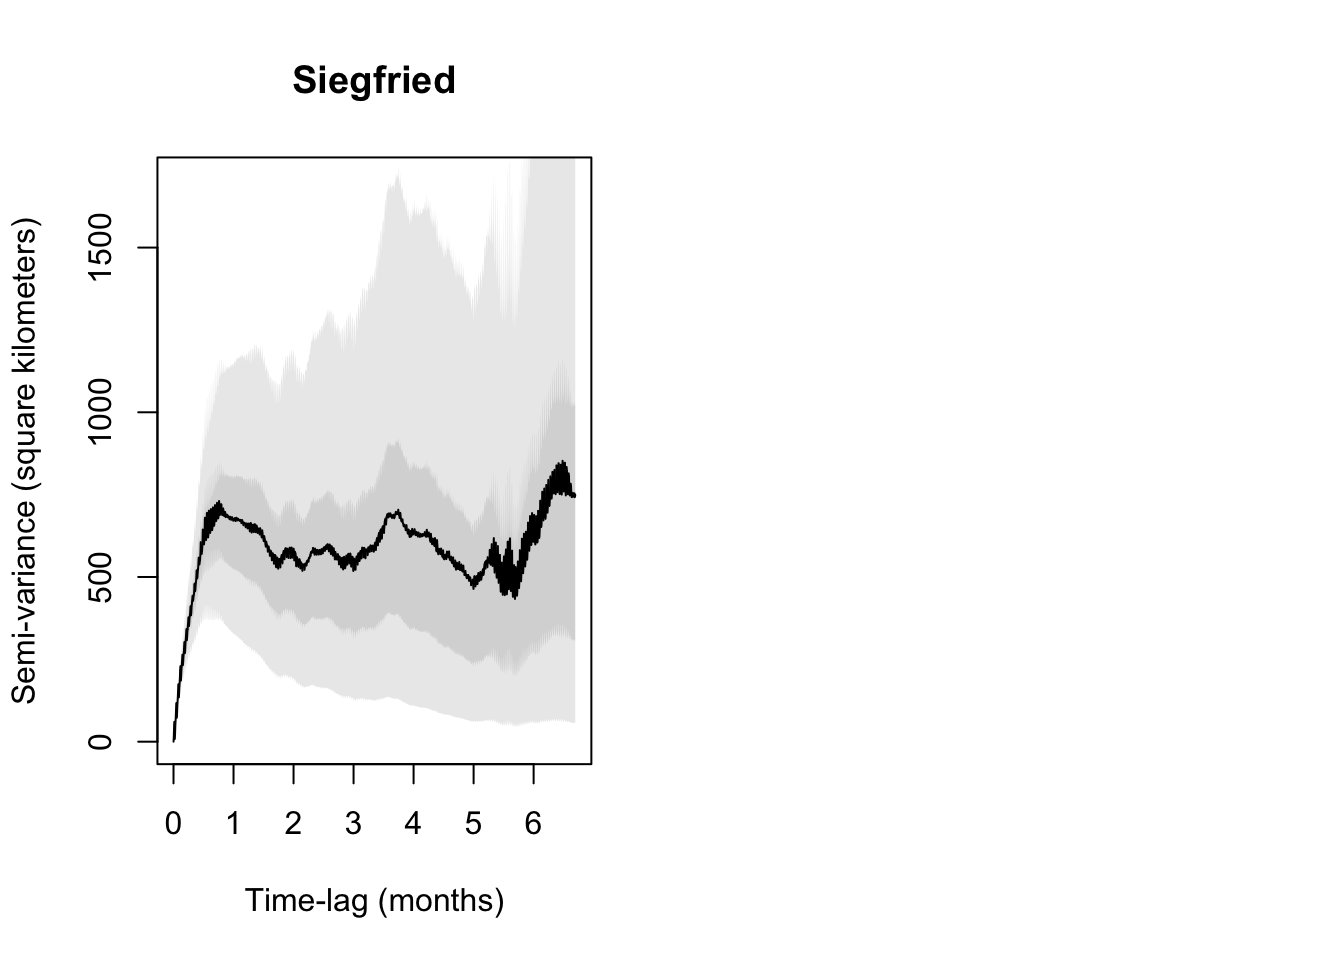 Siegfried
Semi-variance (square kilometers)
1500
1000
500
0
0 1 2 3 4 5 6
Time-lag (months)